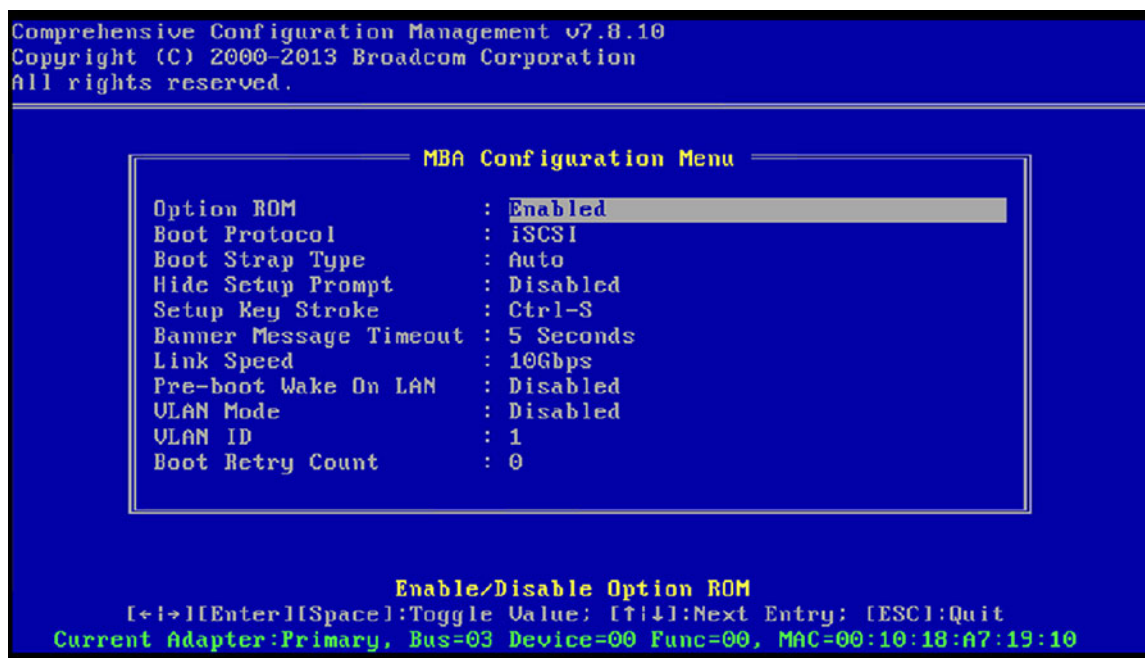 Comprehensive Configuration Management v7.8.10
Copyright (C) 2000-2013 Broadcom Corporation
All rights reserved.
MBA Configuration Menu
Option ROM : Enabled
Boot Protocol : iSCSI
Boot Strap Type : Auto
Hide Setup Prompt : Disabled
Setup Key Stroke : Ctrl-S
Banner Message Timeout : 5 Seconds
Link Speed : 10Gbps
Pre-boot Wake On LAN : Disabled
VLAN Mode : Disabled
VLAN ID : 1
Boot Retry Count : 0
Enable/Disable Option ROM
[←|→][Enter][Space]:Toggle Value; [↑|↓]:Next Entry; [ESC]:Quit
Current Adapter:Primary, Bus=03 Device=00 Func=00, MAC=00:10:18:A7:19:10